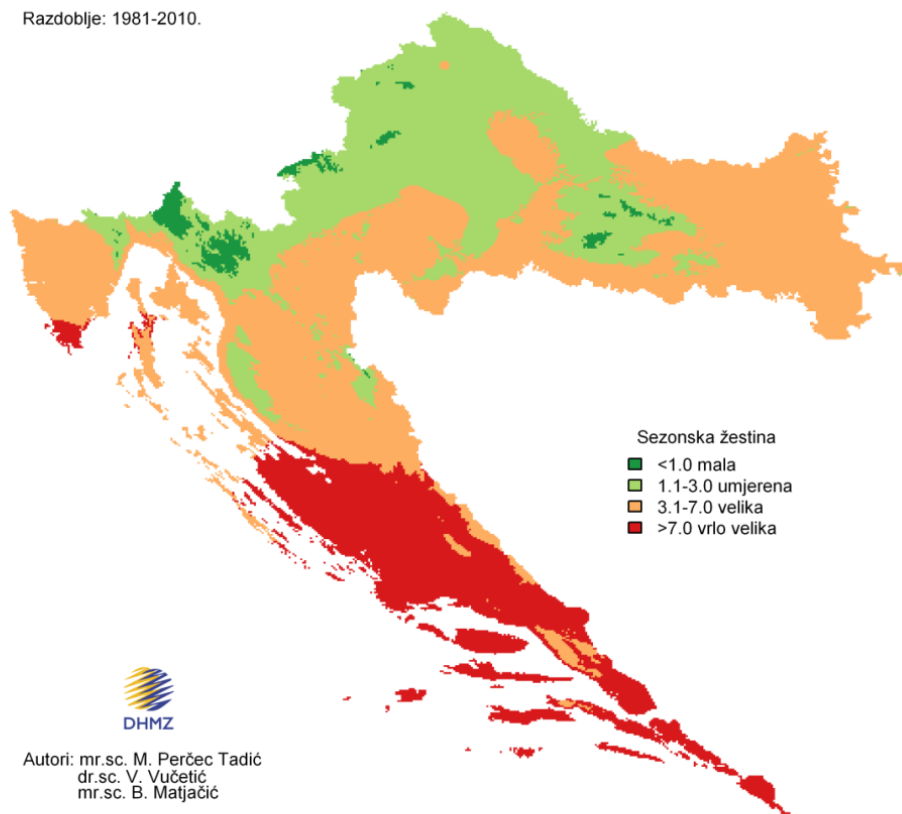 Razdoblje: 1981-2010.
Sezonska žestina
<1.0 mala
1.1-3.0 umjerena
3.1-7.0 velika
>7.0 vrlo velika
DHMZ
Autori: mr.sc. M. Perčec Tadić
dr.sc. V. Vučetić
mr.sc. B. Matjačić